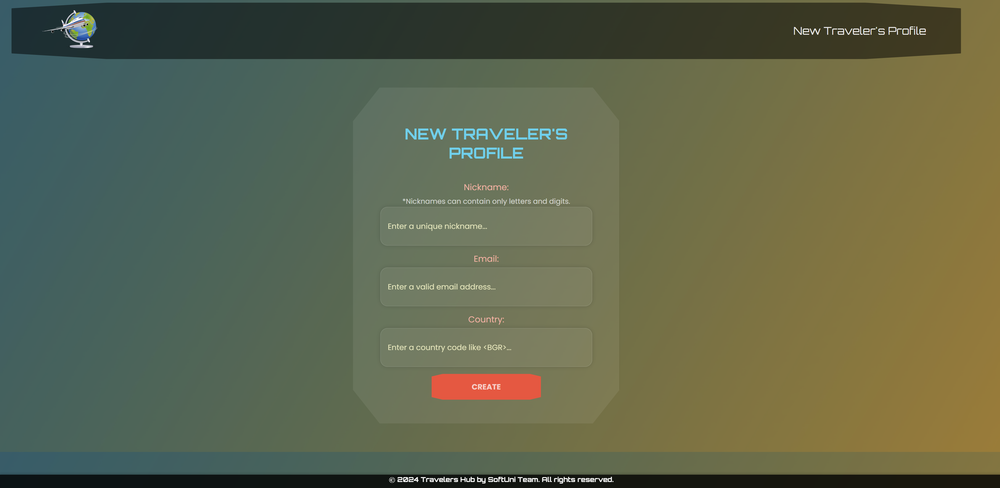 New Traveler's Profile
NEW TRAVELER'S
PROFILE
Nickname:
*Nicknames can contain only letters and digits.
Enter a unique nickname...
Email:
Enter a valid email address...
Country:
Enter a country code like <BGR>...
CREATE
© 2024 Travelers Hub by SoftUni Team. All rights reserved.